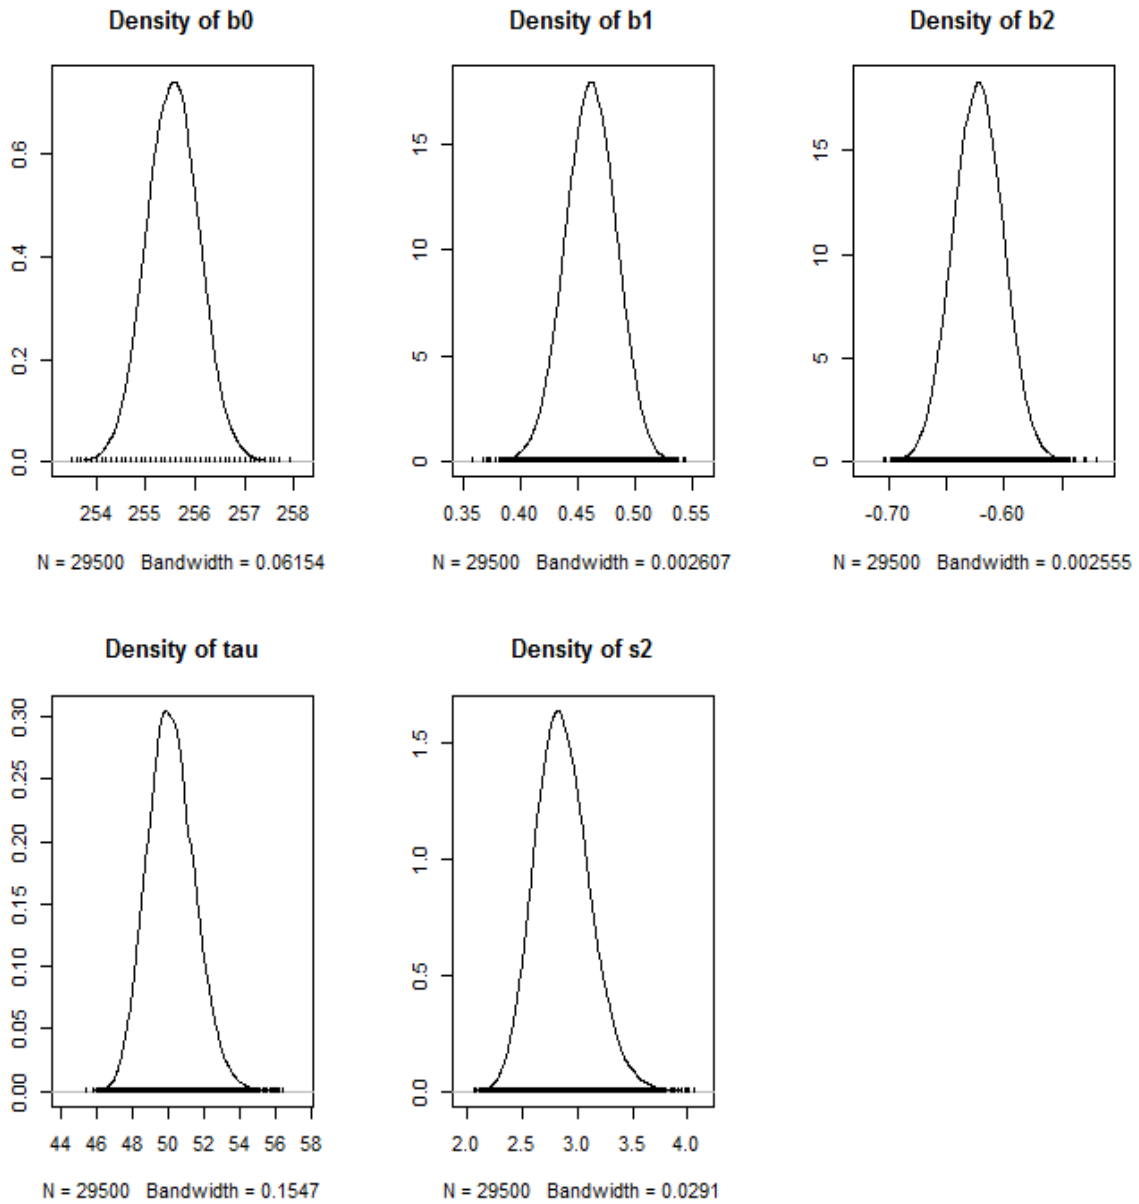 Density of b0
0.0
0.2
0.4
0.6
254 255 256 257 258
N = 29500 Bandwidth = 0.06154
Density of b1
0
5
10
15
0.35 0.40 0.45 0.50 0.55
N = 29500 Bandwidth = 0.002607
Density of b2
0
5
10
15
-0.70 -0.60
N = 29500 Bandwidth = 0.002555
Density of tau
0.00
0.05
0.10
0.15
0.20
0.25
0.30
44 46 48 50 52 54 56 58
N = 29500 Bandwidth = 0.1547
Density of s2
0.0
0.5
1.0
1.5
2.0 2.5 3.0 3.5 4.0
N = 29500 Bandwidth = 0.0291